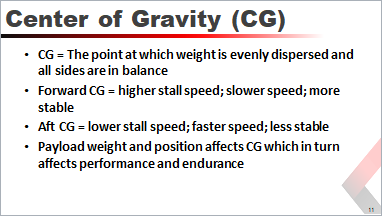 Center of Gravity (CG)
• CG = The point at which weight is evenly dispersed and
all sides are in balance
• Forward CG = higher stall speed; slower speed; more
stable
• Aft CG = lower stall speed; faster speed; less stable
• Payload weight and position affects CG which in turn
affects performance and endurance
11